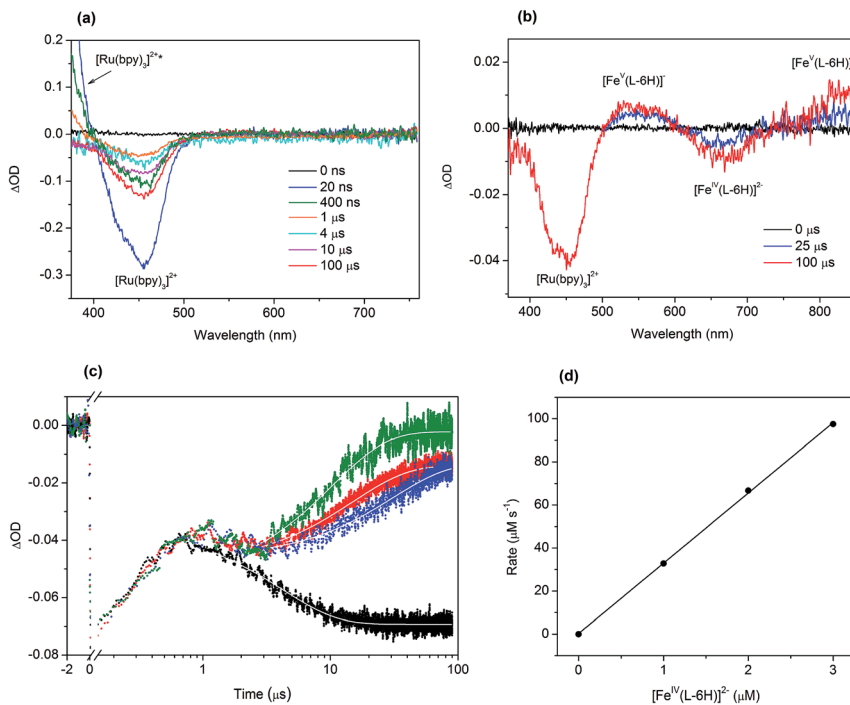 (a)
[Ru(bpy)3]2+*
[Ru(bpy)3]2+
0 ns
20 ns
400 ns
1 μs
4 μs
10 μs
100 μs
0.2
0.1
0.0
-0.1
-0.2
-0.3
ΔOD
400
500
600
700
Wavelength (nm)
(b)
[FeV(L-6H)]-
[FeV(L-6H)]
[FeIV(L-6H)]2-
[Ru(bpy)3]2+
0 μs
25 μs
100 μs
0.02
0.00
-0.02
-0.04
ΔOD
400
500
600
700
800
Wavelength (nm)
(c)
0.00
-0.02
-0.04
-0.06
-0.08
ΔOD
-2
0
1
10
100
Time (μs)
(d)
100
80
60
40
20
0
Rate (μM s-1)
0
1
2
3
[FeIV(L-6H)]2- (μM)